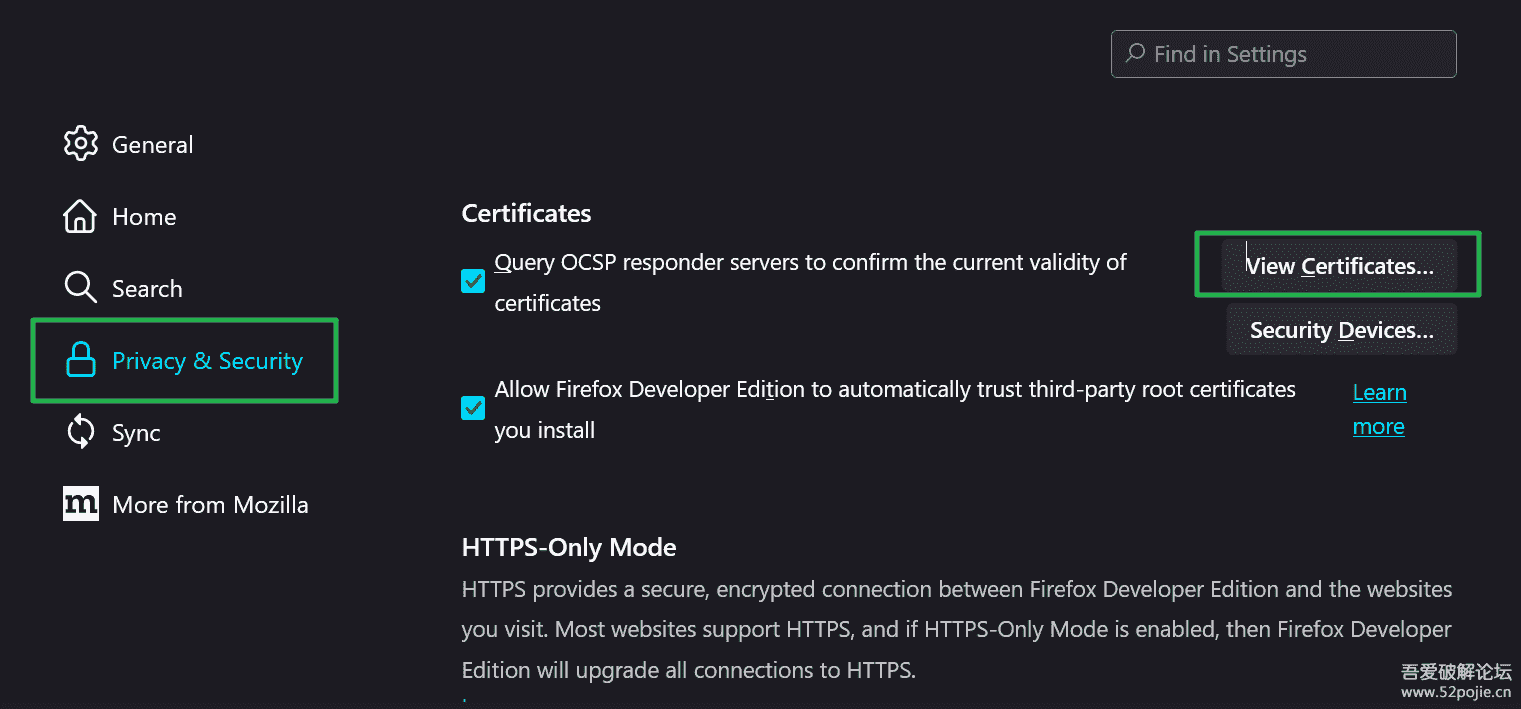 Find in Settings
General
Home
Search
Privacy & Security
Sync
m
More from Mozilla
Certificates
Query OCSP responder servers to confirm the current validity of
certificates
View Certificates...
Security Devices...
Allow Firefox Developer Edition to automatically trust third-party root certificates
you install
Learn
more
HTTPS-Only Mode
HTTPS provides a secure, encrypted connection between Firefox Developer Edition and the websites
you visit. Most websites support HTTPS, and if HTTPS-Only Mode is enabled, then Firefox Developer
Edition will upgrade all connections to HTTPS.
吾爱破解论坛
www.52pojie.cn